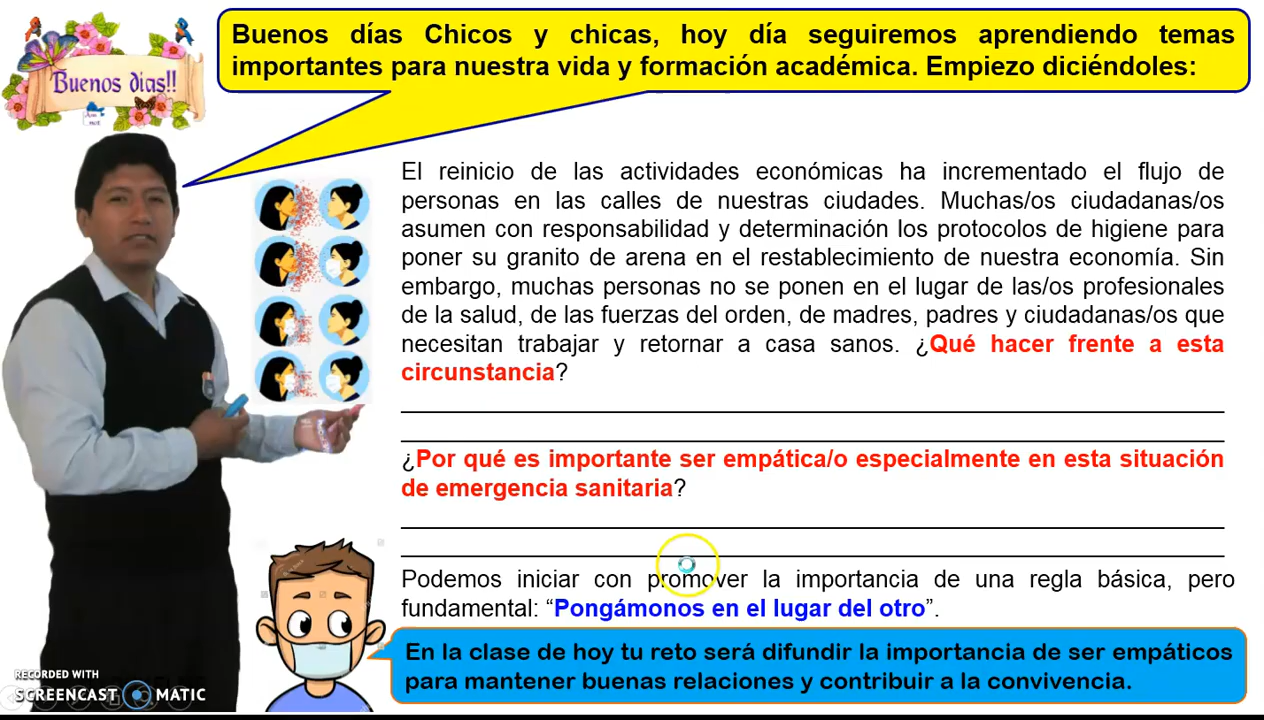 Buenos días!!
Buenos días Chicos y chicas, hoy día seguiremos aprendiendo temas
importantes para nuestra vida y formación académica. Empiezo diciéndoles:
El reinicio de las actividades económicas ha incrementado el flujo de
personas en las calles de nuestras ciudades. Muchas/os ciudadanas/os
asumen con responsabilidad y determinación los protocolos de higiene para
poner su granito de arena en el restablecimiento de nuestra economía. Sin
embargo, muchas personas no se ponen en el lugar de las/os profesionales
de la salud, de las fuerzas del orden, de madres, padres y ciudadanas/os que
necesitan trabajar y retornar a casa sanos. ¿Qué hacer frente a esta
circunstancia?
¿Por qué es importante ser empática/o especialmente en esta situación
de emergencia sanitaria?
Podemos iniciar con promover la importancia de una regla básica, pero
fundamental: “Pongámonos en el lugar del otro”.
En la clase de hoy tu reto será difundir la importancia de ser empáticos
para mantener buenas relaciones y contribuir a la convivencia.
RECORDED WITH
SCREENCAST MATIC